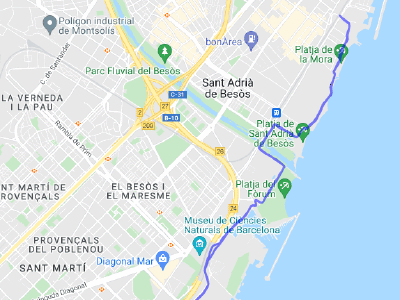 Polígon industrial
de Montsolís
bonÀrea
Platja de
la Mora
Parc Fluvial del Besòs
Sant Adrià
de Besòs
C-31
C. de Santander
LA VERNEDA
I LA PAU
27
B-10
200
Rambla de Prim
Platja de
Sant Adrià
de Besòs
26
SANT MARTÍ DE
PROVENÇALS
EL BESÒS I
EL MARESME
Platja del
Fòrum
24
Museu de Ciències
Naturals de Barcelona
PROVENÇALS
DEL POBLENOU
Diagonal Mar
SANT MARTÍ